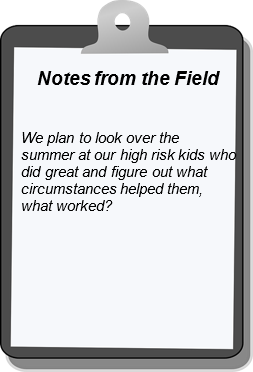 Notes from the Field
We plan to look over the
summer at our high risk kids who
did great and figure out what
circumstances helped them,
what worked?